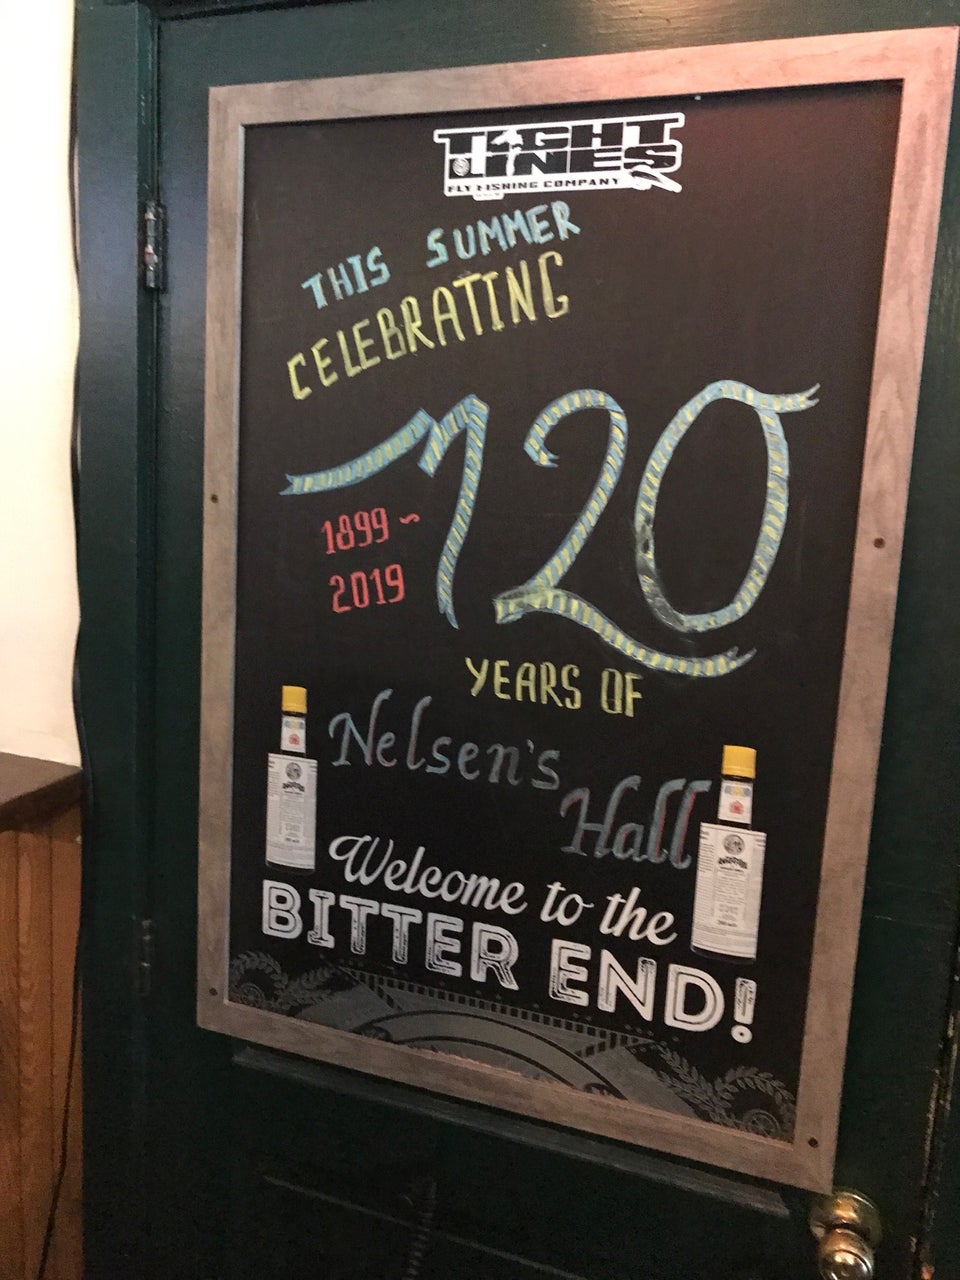 TIGHT
LINES
FLY FISHING COMPANY
THIS SUMMER
CELEBRATING
120
1899~
2019
YEARS OF
Nelsen's
Hall
Welcome to the
BITTER END!